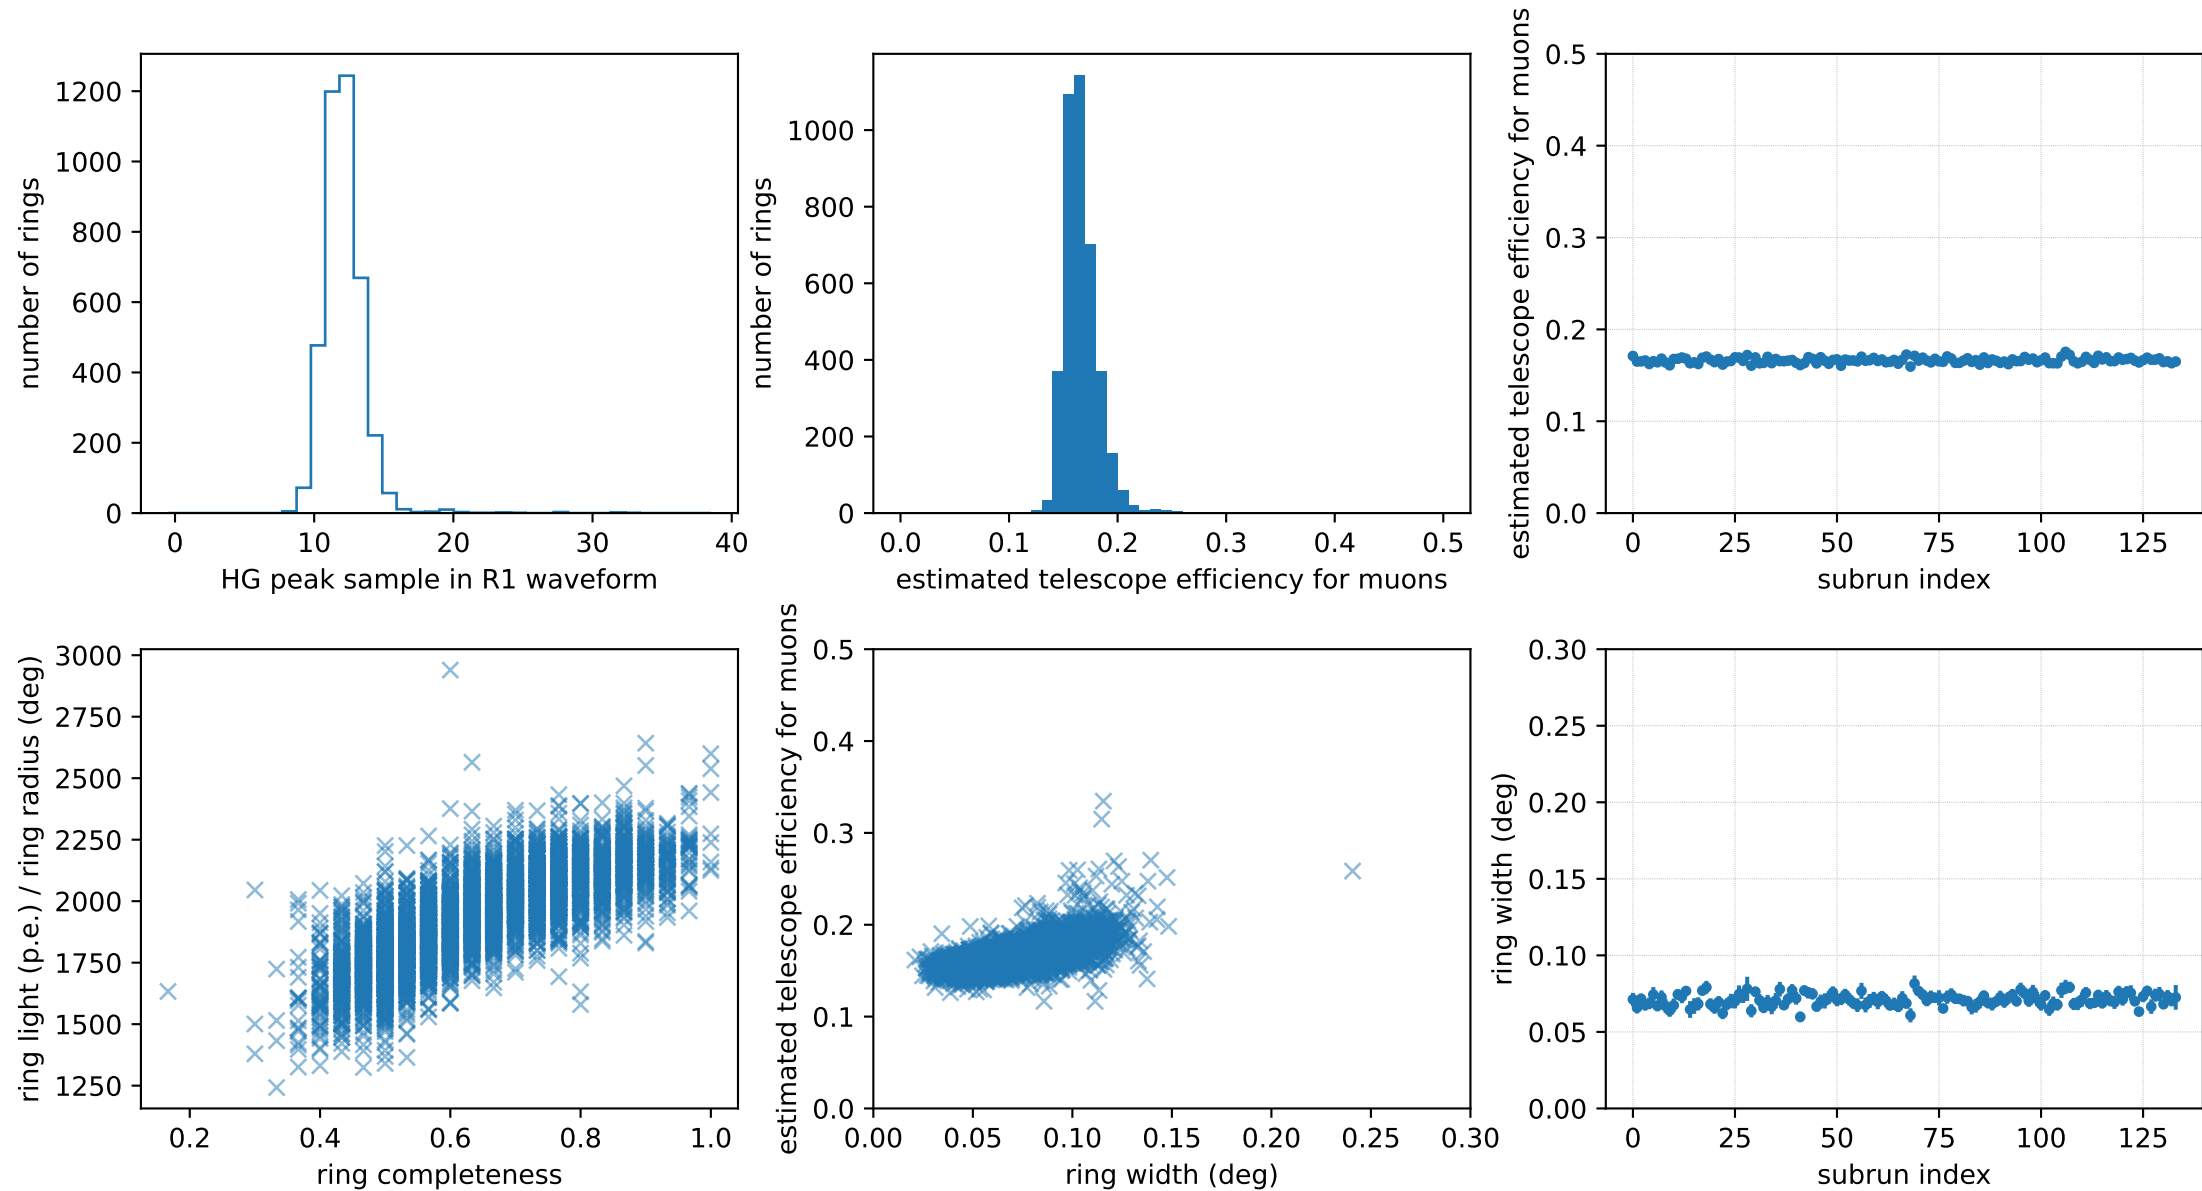 number of rings
1200
1000
800
600
400
200
0
0 10 20 30 40
HG peak sample in R1 waveform
number of rings
1000
800
600
400
200
0
0.0 0.1 0.2 0.3 0.4 0.5
estimated telescope efficiency for muons
estimated telescope efficiency for muons
0.5
0.4
0.3
0.2
0.1
0.0
0 25 50 75 100 125
subrun index
ring light (p.e.) / ring radius (deg)
3000
2750
2500
2250
2000
1750
1500
1250
0.2 0.4 0.6 0.8 1.0
ring completeness
estimated telescope efficiency for muons
0.5
0.4
0.3
0.2
0.1
0.0
0.00 0.05 0.10 0.15 0.20 0.25 0.30
ring width (deg)
ring width (deg)
0.30
0.25
0.20
0.15
0.10
0.05
0.00
0 25 50 75 100 125
subrun index